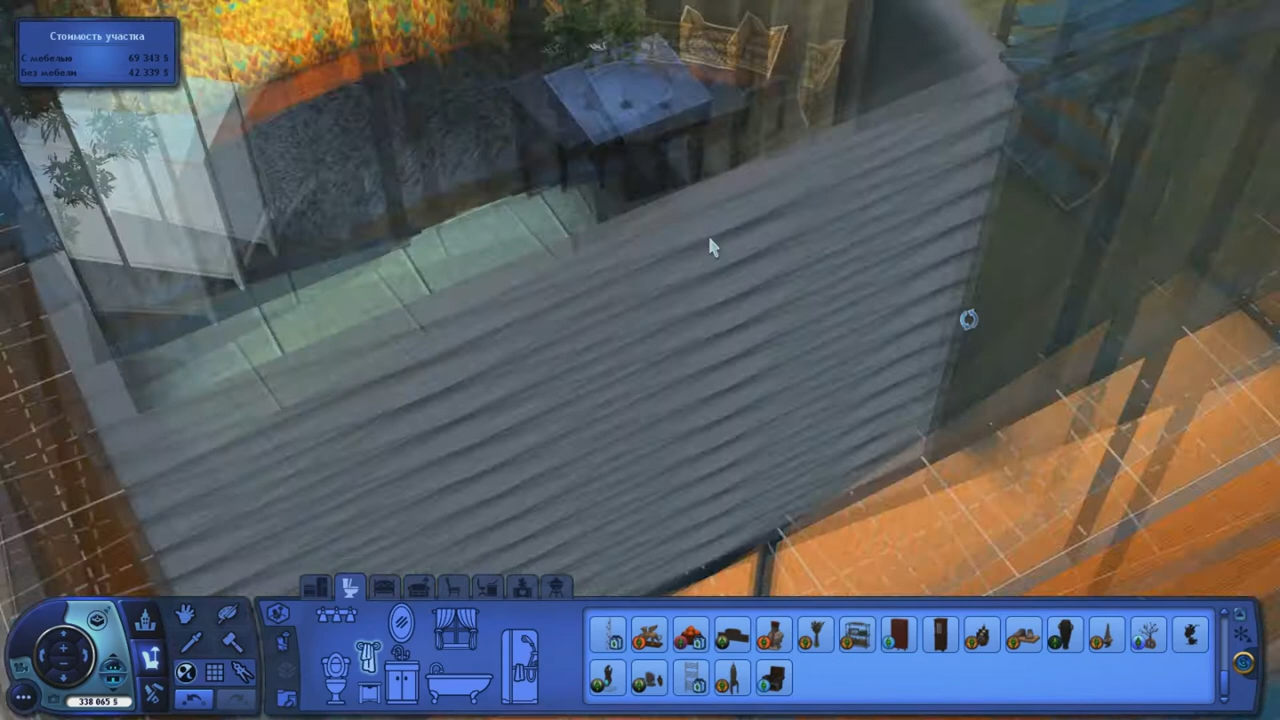 Стоимость участка
С мебелью 69 343 §
Без мебели 42 339 §
338 065 §